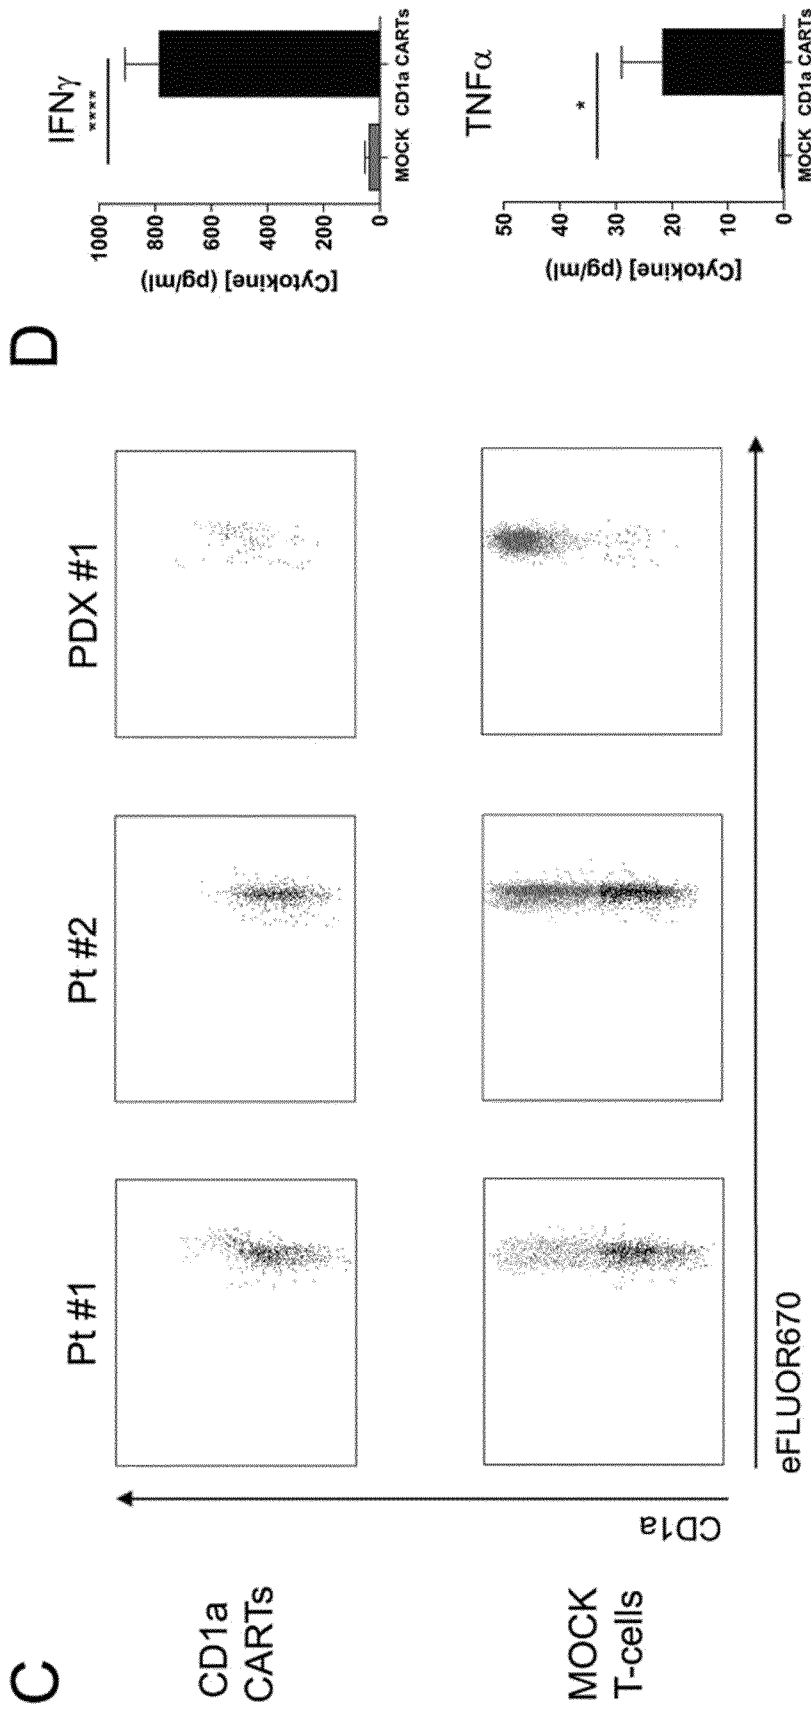 C
Pt #1
Pt #2
PDX #1
CD1a
CARTs
MOCK
T-cells
CD1a
eFLUOR670
D
IFNγ
****
[Cytokine] (pg/ml)
1000
800
600
400
200
0
MOCK CD1a CARTs
TNFα
*
[Cytokine] (pg/ml)
50
40
30
20
10
0
MOCK CD1a CARTs